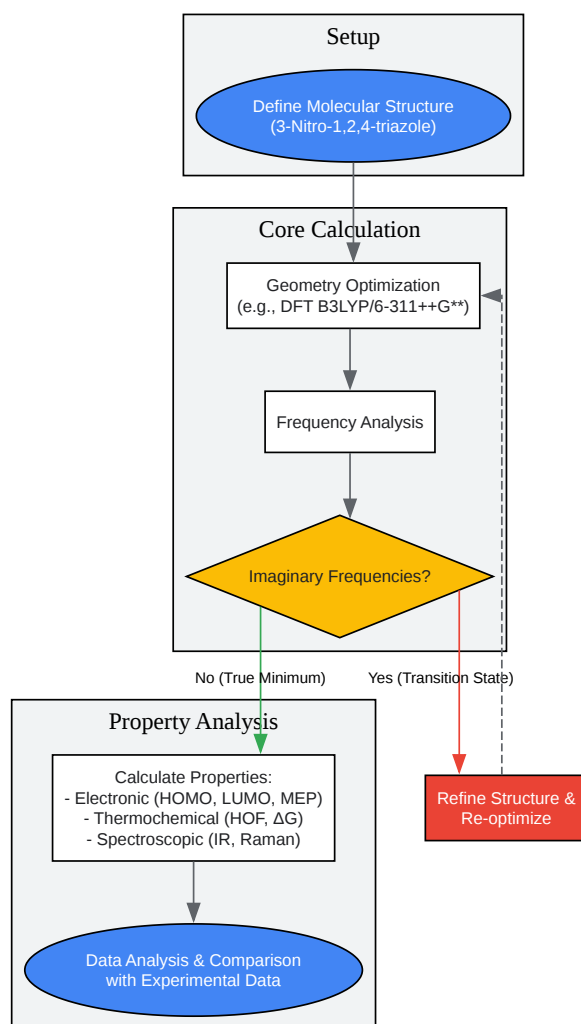 Setup
Define Molecular Structure
(3-Nitro-1,2,4-triazole)
Core Calculation
Geometry Optimization
(e.g., DFT B3LYP/6-311++G**)
Frequency Analysis
Imaginary Frequencies?
No (True Minimum)
Yes (Transition State)
Property Analysis
Calculate Properties:
- Electronic (HOMO, LUMO, MEP)
- Thermochemical (HOF, ΔG)
- Spectroscopic (IR, Raman)
Refine Structure &
Re-optimize
Data Analysis & Comparison
with Experimental Data